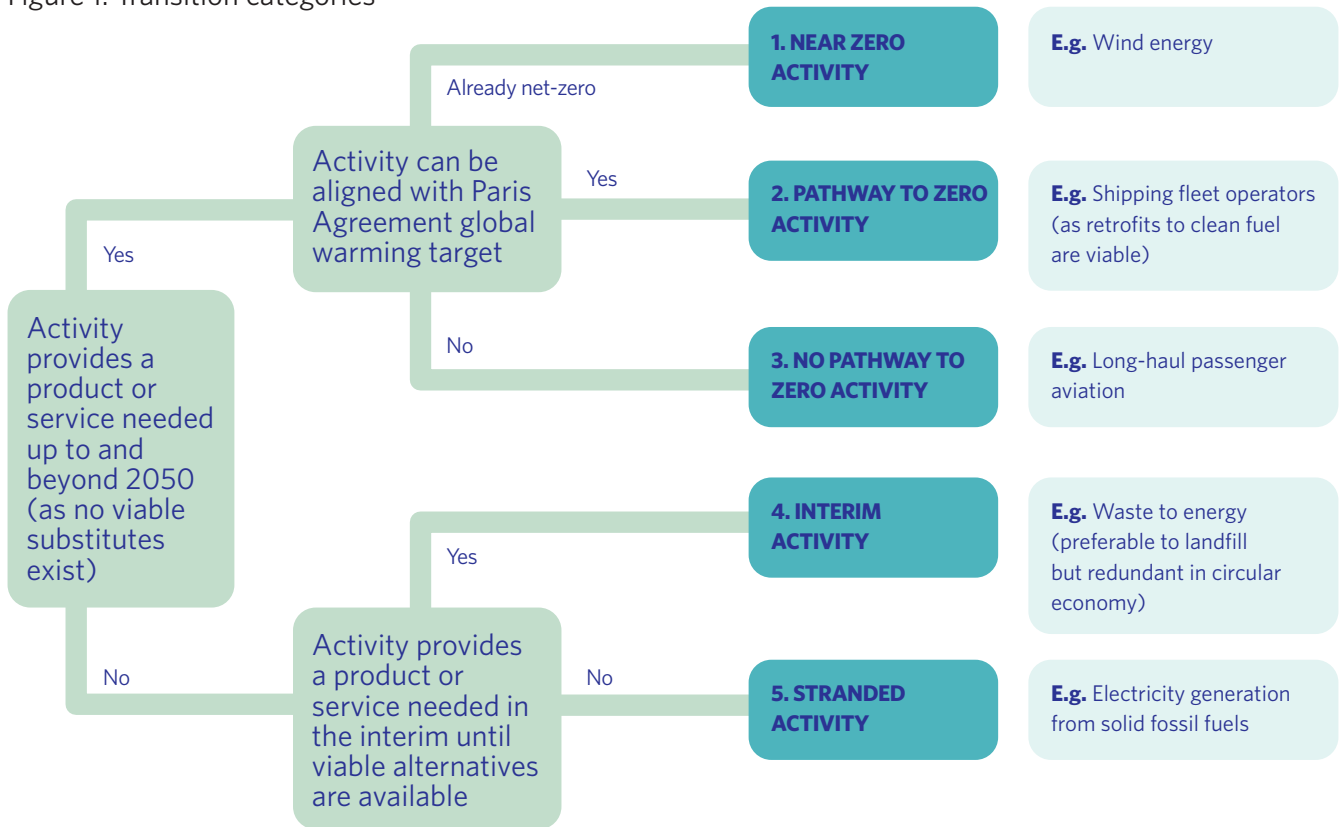 Figure 1: Transition categories
1. NEAR ZERO
ACTIVITY
E.g. Wind energy
Already net-zero
Activity can be
aligned with Paris
Agreement global
warming target
Yes
2. PATHWAY TO ZERO
ACTIVITY
E.g. Shipping fleet operators
(as retrofits to clean fuel
are viable)
Yes
No
3. NO PATHWAY TO
ZERO ACTIVITY
E.g. Long-haul passenger
aviation
Activity
provides a
product or
service needed
up to and
beyond 2050
(as no viable
substitutes
exist)
4. INTERIM
ACTIVITY
E.g. Waste to energy
(preferable to landfill
but redundant in circular
economy)
Yes
No
Activity provides
a product or
service needed in
the interim until
viable alternatives
are available
No
5. STRANDED
ACTIVITY
E.g. Electricity generation
from solid fossil fuels